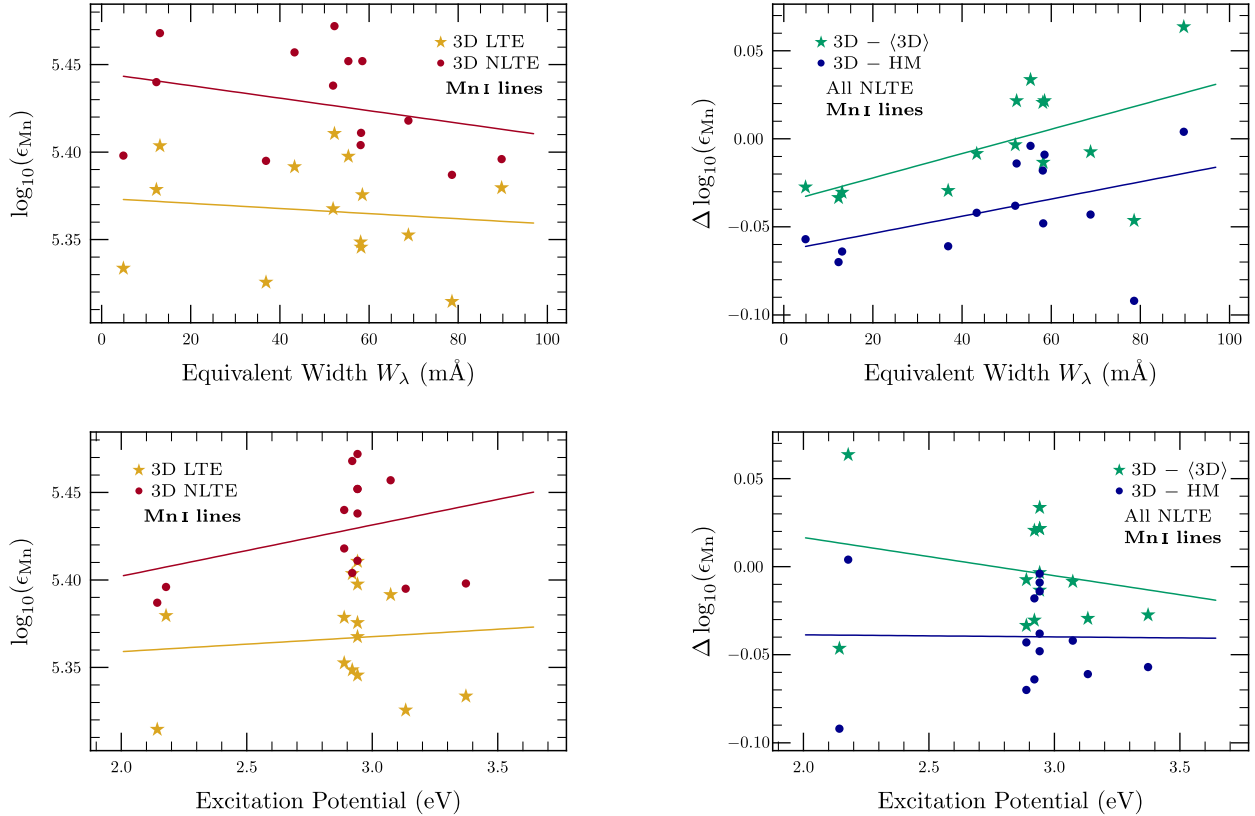 5.45
5.40
5.35
log10(ϵMn)
3D LTE
3D NLTE
Mn I lines
0 20 40 60 80 100
Equivalent Width Wλ (mÅ)
0.05
0.00
−0.05
−0.10
Δ log10(ϵMn)
3D − ⟨3D⟩
3D − HM
All NLTE
Mn I lines
0 20 40 60 80 100
Equivalent Width Wλ (mÅ)
5.45
5.40
5.35
log10(ϵMn)
3D LTE
3D NLTE
Mn I lines
2.0 2.5 3.0 3.5
Excitation Potential (eV)
0.05
0.00
−0.05
−0.10
Δ log10(ϵMn)
3D − ⟨3D⟩
3D − HM
All NLTE
Mn I lines
2.0 2.5 3.0 3.5
Excitation Potential (eV)